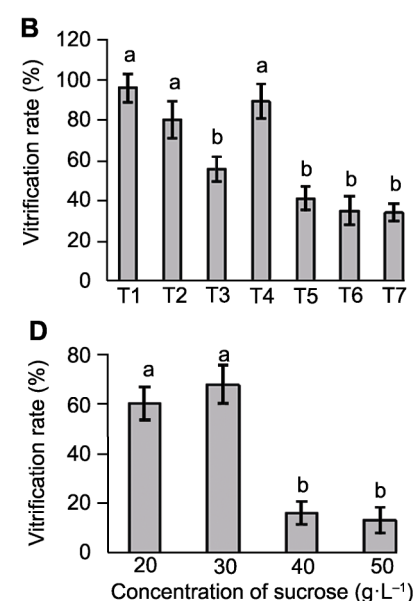 B
Vitrification rate (%)
120
100
80
60
40
20
0
a
a
b
a
b
b
b
T1 T2 T3 T4 T5 T6 T7
D
Vitrification rate (%)
80
60
40
20
0
a
a
b
b
20 30 40 50
Concentration of sucrose (g·L⁻¹)